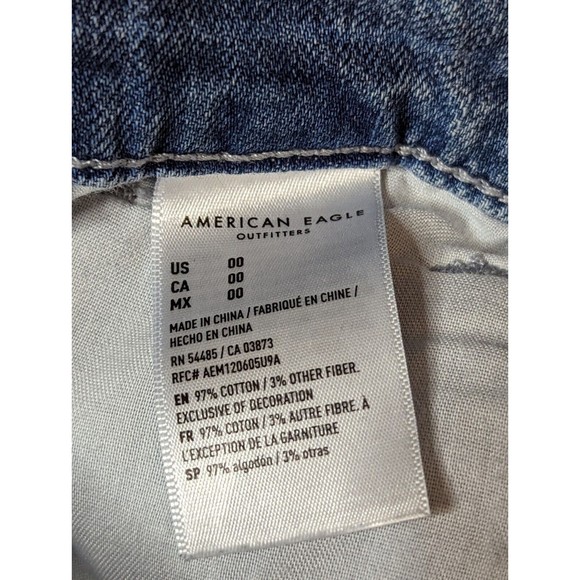 AMERICAN EAGLE
OUTFITTERS
US 00
CA 00
MX 00
MADE IN CHINA / FABRIQUÉ EN CHINE /
HECHO EN CHINA
RN 54485 / CA 03873
RFC# AEM120605U9A
EN 97% COTTON / 3% OTHER FIBER.
EXCLUSIVE OF DECORATION
FR 97% COTON / 3% AUTRE FIBRE. À
L'EXCEPTION DE LA GARNITURE
SP 97% algodón / 3% otras